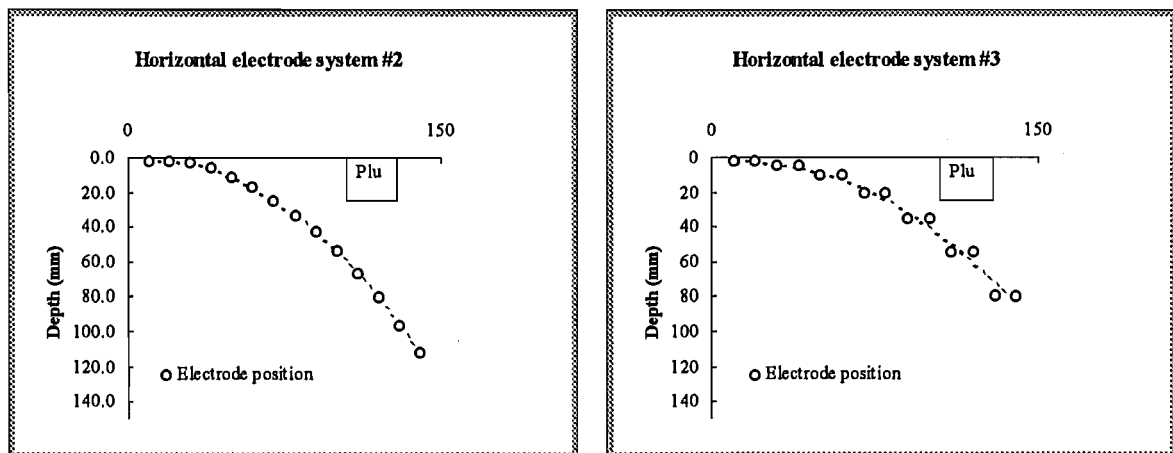 Horizontal electrode system #2
0 150
0.0
20.0
40.0
60.0
80.0
100.0
120.0
140.0
Depth (mm)
Plu
Electrode position
Horizontal electrode system #3
0 150
0
20
40
60
80
100
120
140
Depth (mm)
Plu
Electrode position